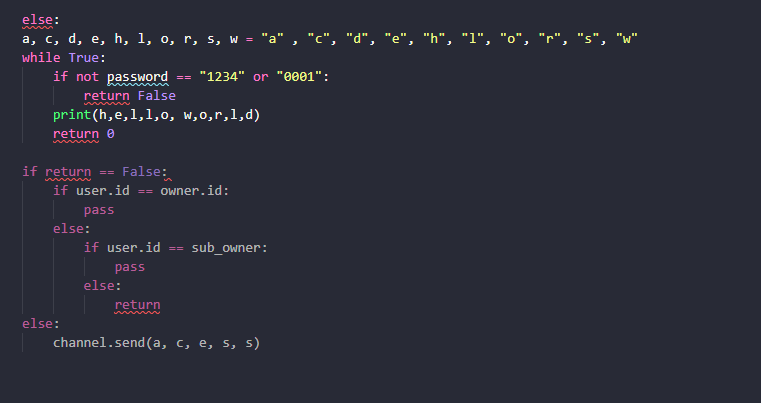 else:
a, c, d, e, h, l, o, r, s, w = "a" , "c", "d", "e", "h", "l", "o", "r", "s", "w"
while True:
    if not password == "1234" or "0001":
        return False
    print(h,e,l,l,o, w,o,r,l,d)
    return 0

if return == False:
    if user.id == owner.id:
        pass
    else:
        if user.id == sub_owner:
            pass
        else:
            return
else:
    channel.send(a, c, e, s, s)